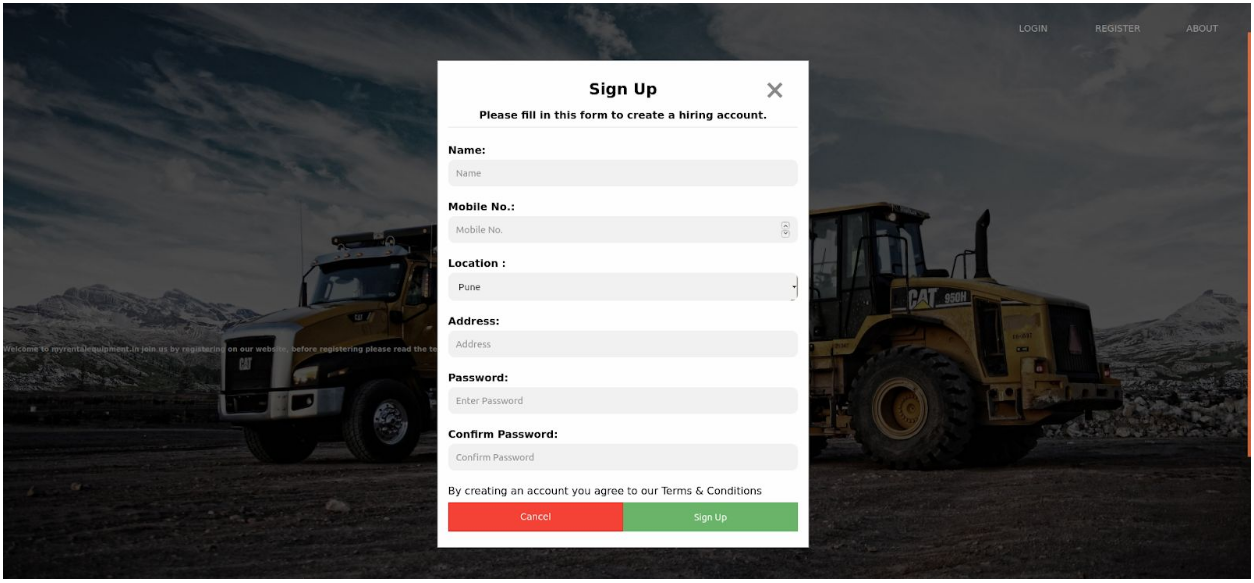 LOGIN REGISTER ABOUT
Sign Up
Please fill in this form to create a hiring account.
Name:
Name
Mobile No.:
Mobile No.
Location :
Pune
Welcome to myrentalequipment.in join us by registering on our website, before registering please read the te
Address:
Address
Password:
Enter Password
Confirm Password:
Confirm Password
By creating an account you agree to our Terms & Conditions
Cancel Sign Up
CAT
CAT
CAT 950H